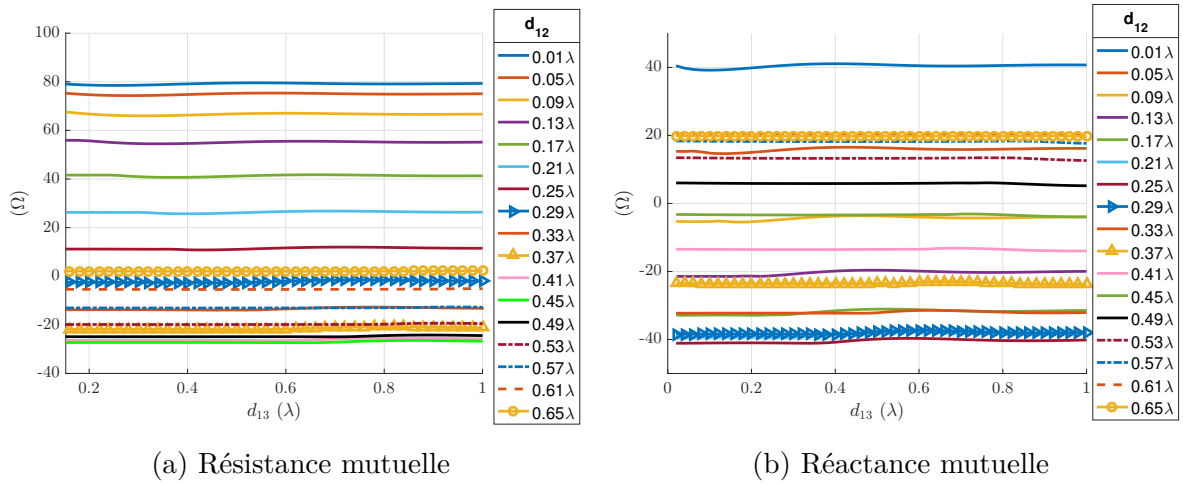 d12
0.01λ
0.05λ
0.09λ
0.13λ
0.17λ
0.21λ
0.25λ
0.29λ
0.33λ
0.37λ
0.41λ
0.45λ
0.49λ
0.53λ
0.57λ
0.61λ
0.65λ
100
80
60
40
20
0
-20
-40
(Ω)
0.2 0.4 0.6 0.8 1
d13 (λ)
(a) Résistance mutuelle
d12
0.01λ
0.05λ
0.09λ
0.13λ
0.17λ
0.21λ
0.25λ
0.29λ
0.33λ
0.37λ
0.41λ
0.45λ
0.49λ
0.53λ
0.57λ
0.61λ
0.65λ
40
20
0
-20
-40
(Ω)
0 0.2 0.4 0.6 0.8 1
d13 (λ)
(b) Réactance mutuelle